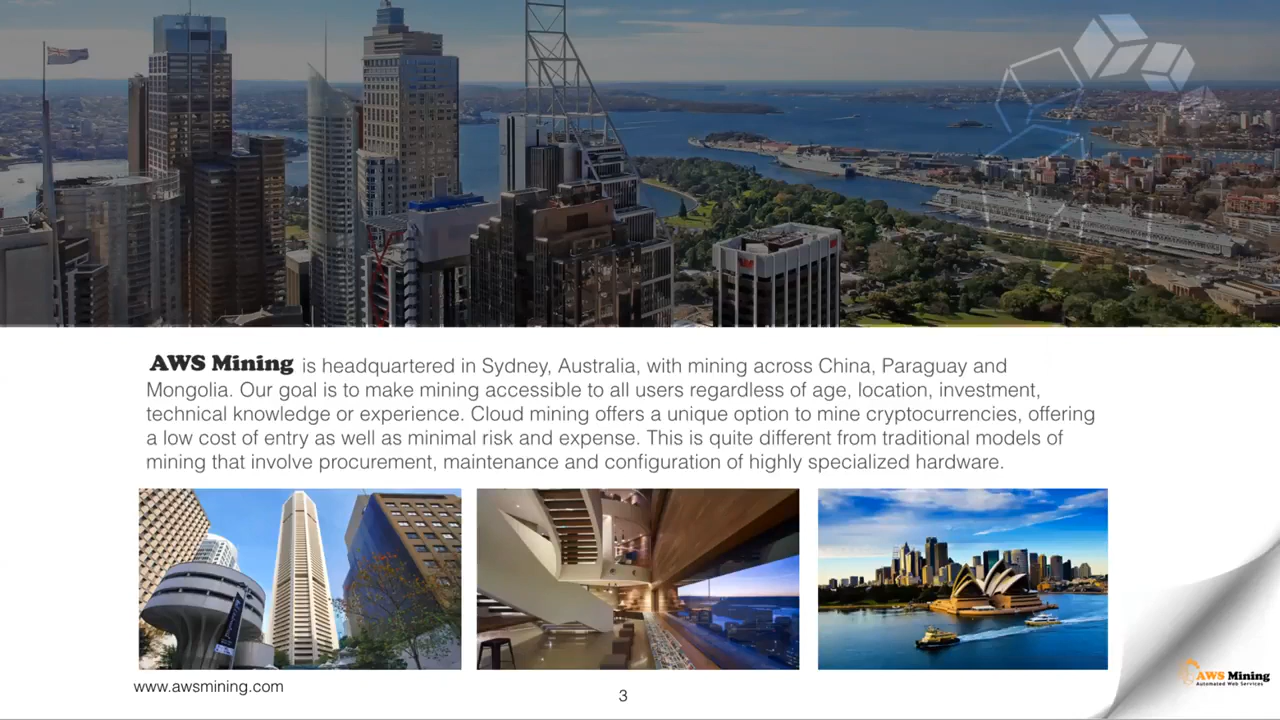 AWS Mining is headquartered in Sydney, Australia, with mining across China, Paraguay and
Mongolia. Our goal is to make mining accessible to all users regardless of age, location, investment,
technical knowledge or experience. Cloud mining offers a unique option to mine cryptocurrencies, offering
a low cost of entry as well as minimal risk and expense. This is quite different from traditional models of
mining that involve procurement, maintenance and configuration of highly specialized hardware.
www.awsmining.com
3
AWS Mining
Automated Web Services